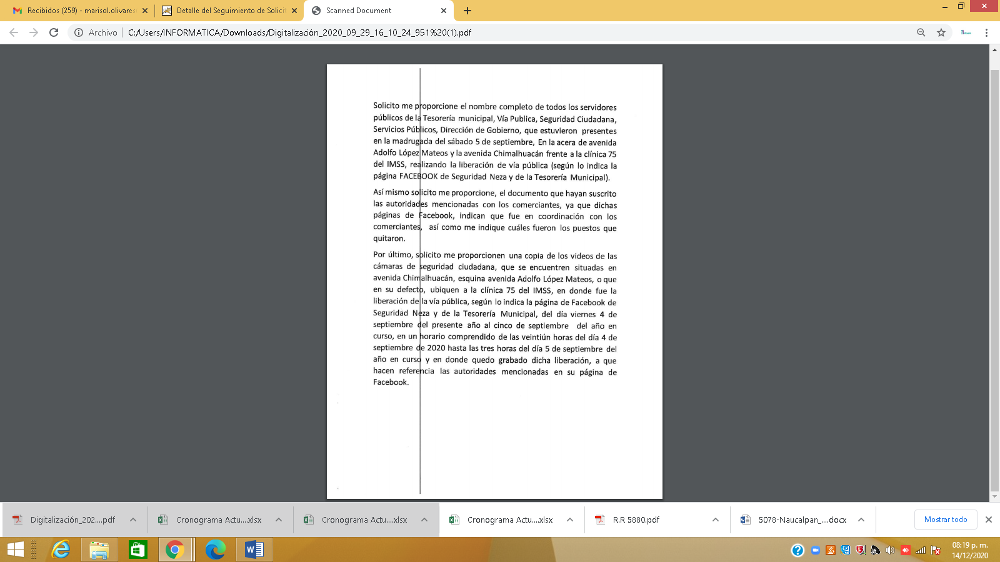 Recibidos (259) - marisol.olivares
Detalle del Seguimiento de Solici
Scanned Document
Archivo
C:/Users/INFORMATICA/Downloads/Digitalización_2020_09_29_16_10_24_951%20(1).pdf
Solicito me proporcione el nombre completo de todos los servidores
públicos de la Tesorería municipal, Vía Publica, Seguridad Ciudadana,
Servicios Públicos, Dirección de Gobierno, que estuvieron presentes
en la madrugada del sábado 5 de septiembre, En la acera de avenida
Adolfo López Mateos y la avenida Chimalhuacán frente a la clínica 75
del IMSS, realizando la liberación de vía pública (según lo indica la
página FACEBOOK de Seguridad Neza y de la Tesorería Municipal).
Así mismo solicito me proporcione, el documento que hayan suscrito
las autoridades mencionadas con los comerciantes, ya que dichas
páginas de Facebook, indican que fue en coordinación con los
comerciantes, así como me indique cuáles fueron los puestos que
quitaron.
Por último, solicito me proporcionen una copia de los videos de las
cámaras de seguridad ciudadana, que se encuentren situadas en
avenida Chimalhuacán, esquina avenida Adolfo López Mateos, o que
en su defecto, ubiquen a la clínica 75 del IMSS, en donde fue la
liberación de la vía pública, según lo indica la página de Facebook de
Seguridad Neza y de la Tesorería Municipal, del día viernes 4 de
septiembre del presente año al cinco de septiembre del año en
curso, en un horario comprendido de las veintiún horas del día 4 de
septiembre de 2020 hasta las tres horas del día 5 de septiembre del
año en curso y en donde quedo grabado dicha liberación, a que
hacen referencia las autoridades mencionadas en su página de
Facebook.
Digitalización_202....pdf
Cronograma Actu....xlsx
Cronograma Actu....xlsx
Cronograma Actu....xlsx
R.R 5880.pdf
5078-Naucalpan_....docx
Mostrar todo
08:19 p. m.
14/12/2020